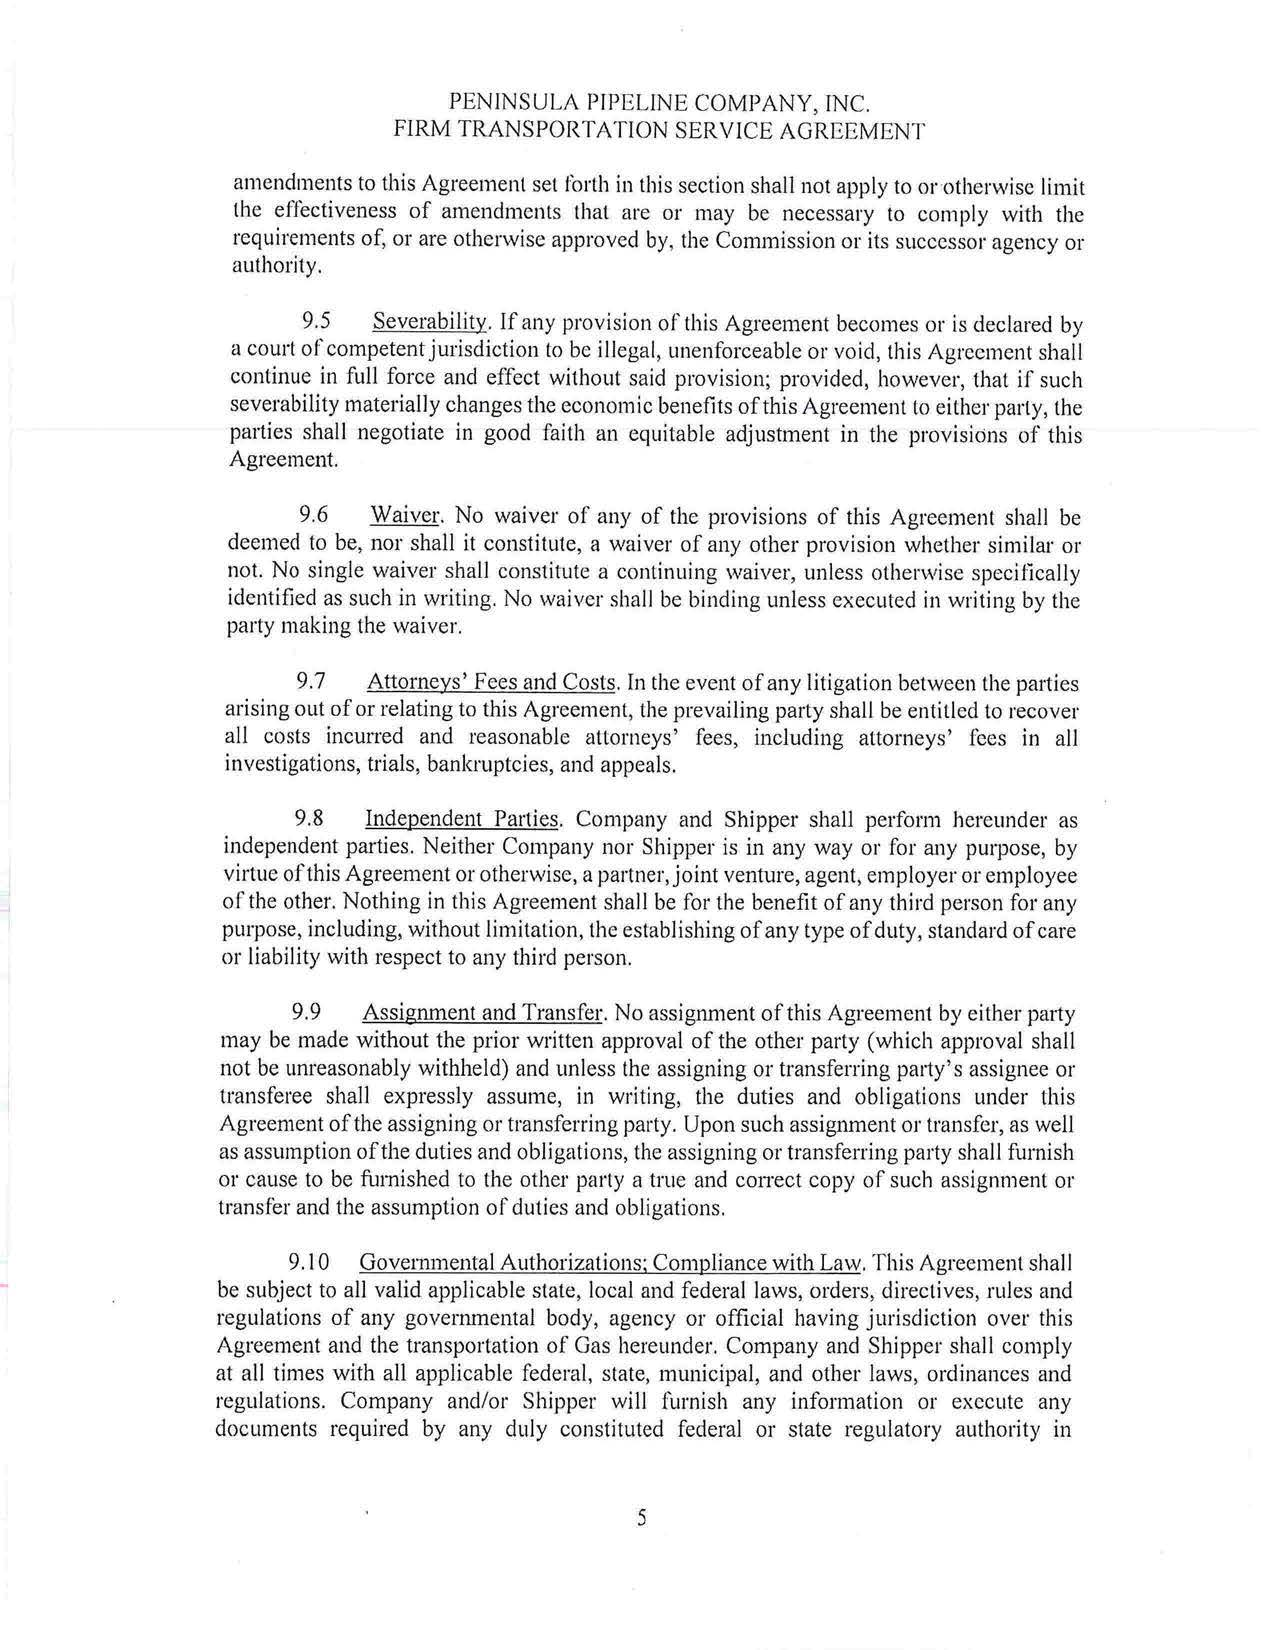 PENINSULA PIPELINE COMPANY, INC.
FIRM TRANSPORTATION SERVICE AGREEMENT
amendments to this Agreement set forth in this section shall not apply to or otherwise limit
the effectiveness of amendments that are or may be necessary to comply with the
requirements of, or are otherwise approved by, the Commission or its successor agency or
authority.
9.5 Severability. If any provision of this Agreement becomes or is declared by
a court of competent jurisdiction to be illegal, unenforceable or void, this Agreement shall
continue in full force and effect without said provision; provided, however, that if such
severability materially changes the economic benefits of this Agreement to either party, the
parties shall negotiate in good faith an equitable adjustment in the provisions of this
Agreement.
9.6 Waiver. No waiver of any of the provisions of this Agreement shall be
deemed to be, nor shall it constitute, a waiver of any other provision whether similar or
not. No single waiver shall constitute a continuing waiver, unless otherwise specifically
identified as such in writing. No waiver shall be binding unless executed in writing by the
party making the waiver.
9.7 Attorneys' Fees and Costs. In the event of any litigation between the parties
arising out of or relating to this Agreement, the prevailing party shall be entitled to recover
all costs incurred and reasonable attorneys' fees, including attorneys' fees in all
investigations, trials, bankruptcies, and appeals.
9.8 Independent Parties. Company and Shipper shall perform hereunder as
independent parties. Neither Company nor Shipper is in any way or for any purpose, by
virtue of this Agreement or otherwise, a partner, joint venture, agent, employer or employee
of the other. Nothing in this Agreement shall be for the benefit of any third person for any
purpose, including, without limitation, the establishing of any type of duty, standard of care
or liability with respect to any third person.
9.9 Assignment and Transfer. No assignment of this Agreement by either party
may be made without the prior written approval of the other party (which approval shall
not be unreasonably withheld) and unless the assigning or transferring party's assignee or
transferee shall expressly assume, in writing, the duties and obligations under this
Agreement of the assigning or transferring party. Upon such assignment or transfer, as well
as assumption of the duties and obligations, the assigning or transferring party shall furnish
or cause to be furnished to the other party a true and correct copy of such assignment or
transfer and the assumption of duties and obligations.
9.10 Governmental Authorizations; Compliance with Law. This Agreement shall
be subject to all valid applicable state, local and federal laws, orders, directives, rules and
regulations of any governmental body, agency or official having jurisdiction over this
Agreement and the transportation of Gas hereunder. Company and Shipper shall comply
at all times with all applicable federal, state, municipal, and other laws, ordinances and
regulations. Company and/or Shipper will furnish any information or execute any
documents required by any duly constituted federal or state regulatory authority in
5